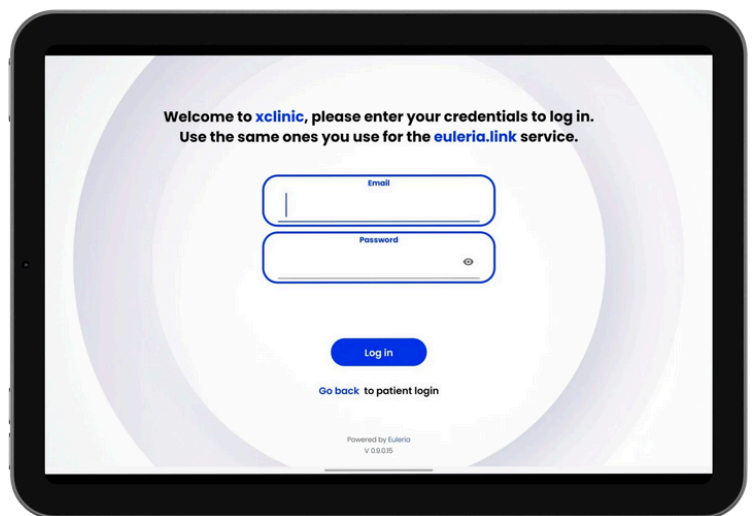 Welcome to xclinic, please enter your credentials to log in.
Use the same ones you use for the euleria.link service.
Email
Password
Log in
Go back to patient login
Powered by Euleria
V 0.9.0.15